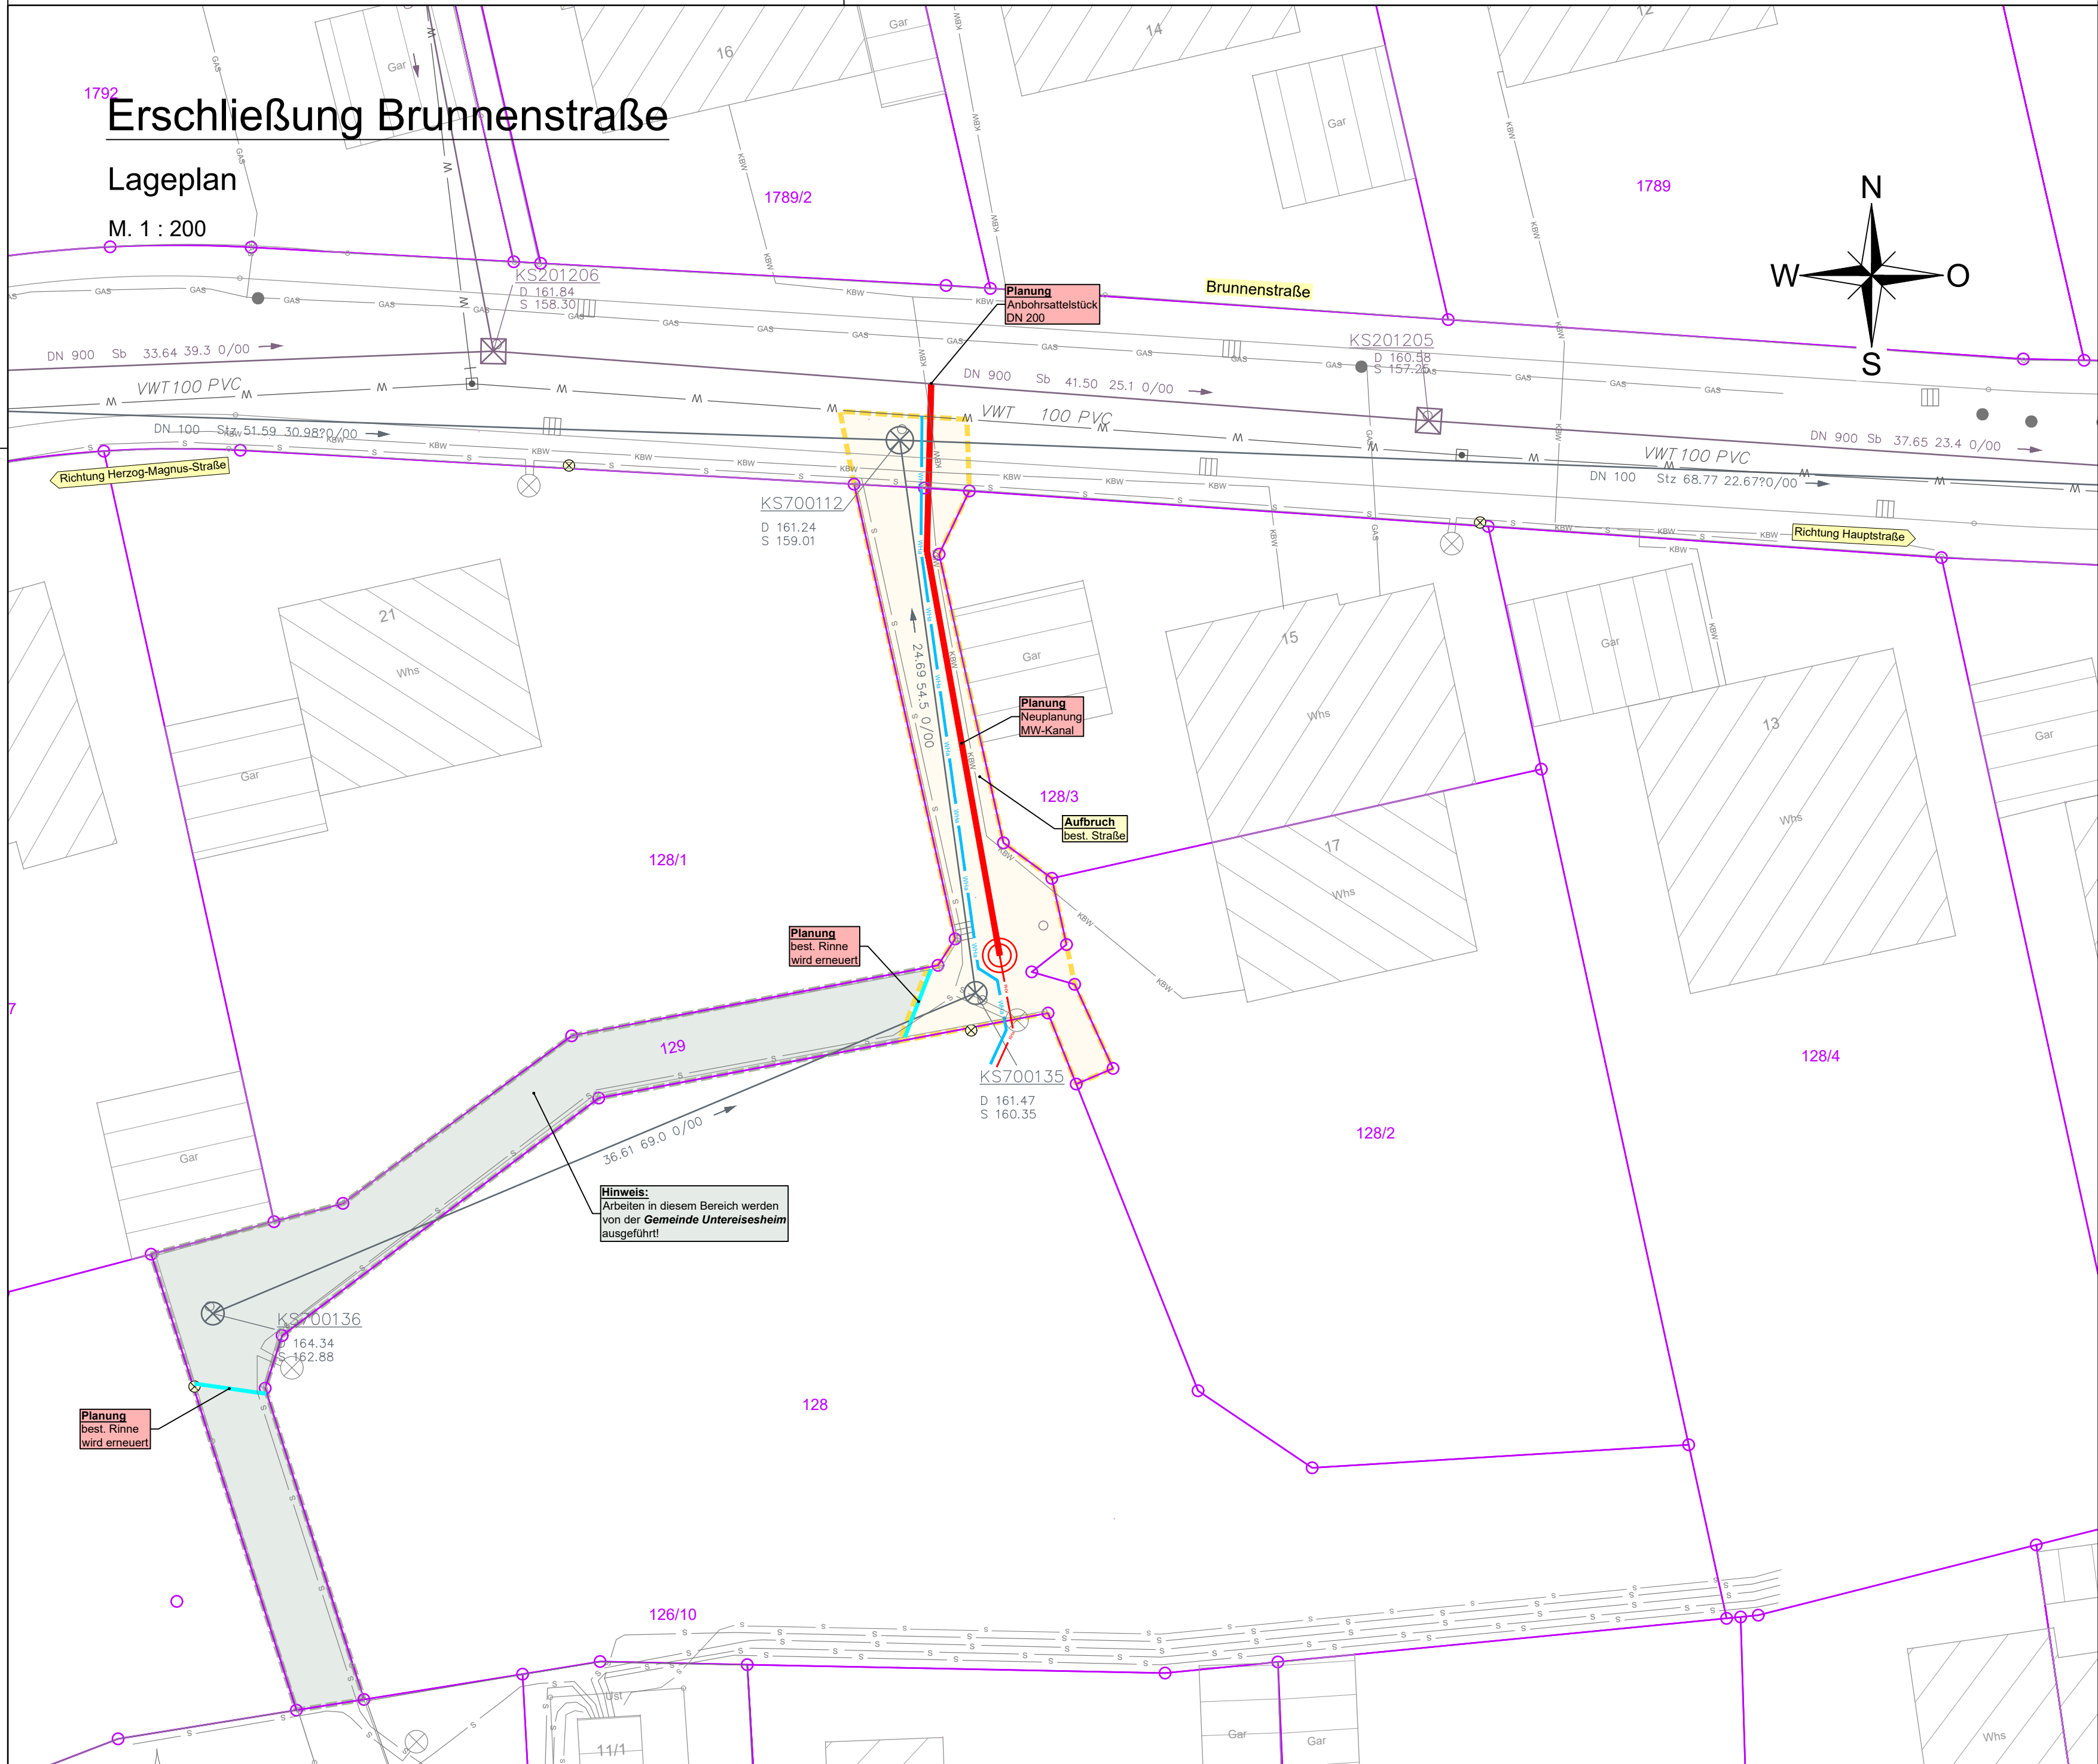 Erschließung Brunnenstraße
Lageplan
M. 1 : 200
1792
Gar
16
Gar
14
12
Gar
1789/2
1789
N
W
O
S
KS201206
D 161.84
S 158.30
Planung
Anbohrsattelstück
DN 200
Brunnenstraße
KS201205
D 160.58
S 157.25
DN 900 Sb 33.64 39.3 0/00
DN 900 Sb 41.50 25.1 0/00
DN 900 Sb 37.65 23.4 0/00
VWT 100 PVC
VWT 100 PVC
VWT 100 PVC
DN 100 Stz 51.59 30.98?0/00
DN 100 Stz 68.77 22.67?0/00
Richtung Herzog-Magnus-Straße
Richtung Hauptstraße
KS700112
D 161.24
S 159.01
21
Whs
Gar
24.69 54.5 0/00
Gar
15
Whs
Gar
13
Whs
Gar
Planung
Neuplanung
MW-Kanal
128/3
Aufbruch
best. Straße
17
Whs
128/1
Planung
best. Rinne
wird erneuert
7
129
KS700135
D 161.47
S 160.35
128/4
128/2
36.61 69.0 0/00
Gar
Hinweis:
Arbeiten in diesem Bereich werden
von der Gemeinde Untereisesheim
ausgeführt!
KS700136
D 164.34
S 162.88
Planung
best. Rinne
wird erneuert
128
126/10
Ust
11/1
Gar
Gar
Whs